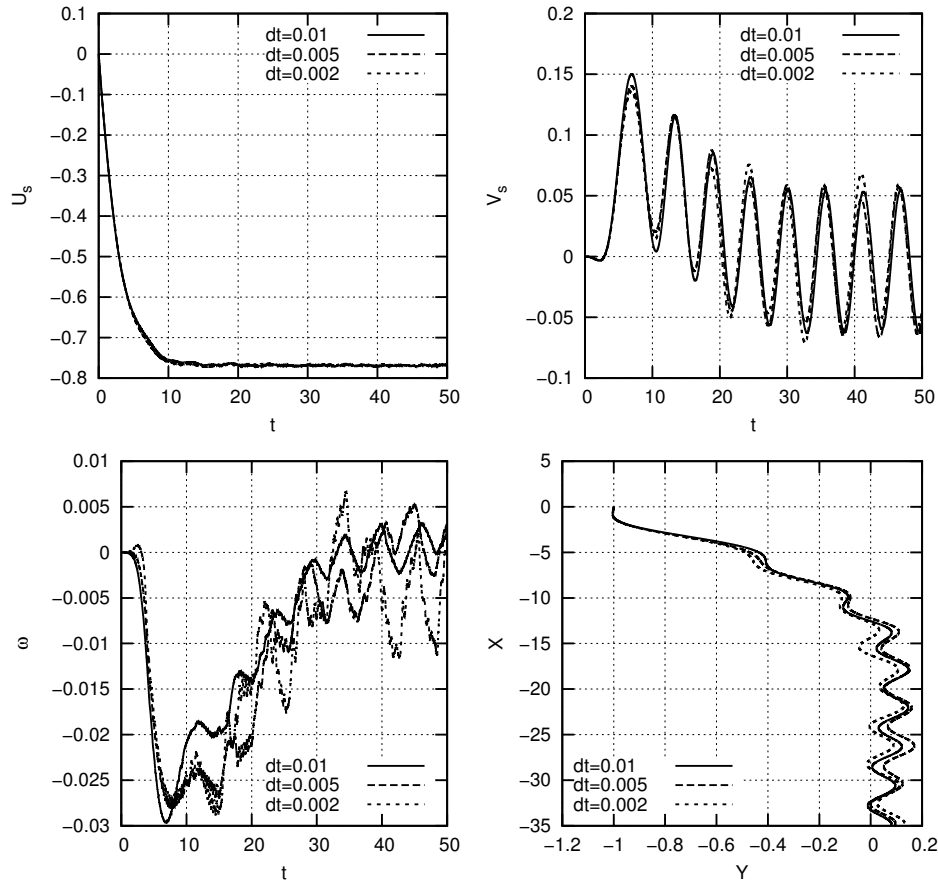 0.1
0
−0.1
−0.2
−0.3
−0.4
−0.5
−0.6
−0.7
−0.8
U_s
dt=0.01
dt=0.005
dt=0.002
0 10 20 30 40 50
t
0.2
0.15
0.1
0.05
0
−0.05
−0.1
V_s
dt=0.01
dt=0.005
dt=0.002
0 10 20 30 40 50
t
0.01
0.005
0
−0.005
−0.01
−0.015
−0.02
−0.025
−0.03
ω
dt=0.01
dt=0.005
dt=0.002
0 10 20 30 40 50
t
5
0
−5
−10
−15
−20
−25
−30
−35
X
dt=0.01
dt=0.005
dt=0.002
−1.2 −1 −0.8 −0.6 −0.4 −0.2 0 0.2
Y